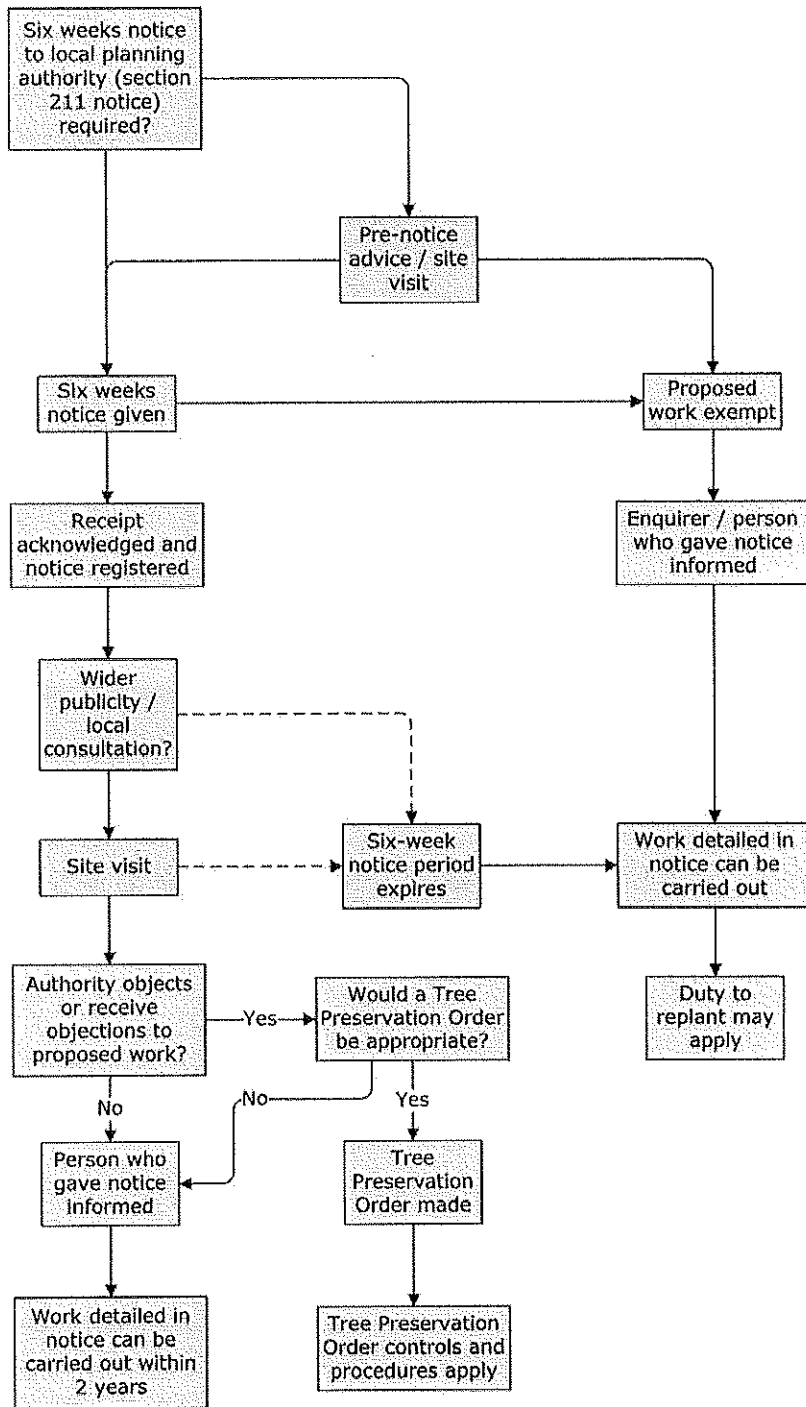 Six weeks notice
to local planning
authority (section
211 notice)
required?
Pre-notice
advice / site
visit
Six weeks
notice given
Proposed
work exempt
Receipt
acknowledged and
notice registered
Enquirer / person
who gave notice
informed
Wider
publicity /
local
consultation?
Site visit
Six-week
notice period
expires
Work detailed in
notice can be
carried out
Authority objects
or receive
objections to
proposed work?
Yes
Would a Tree
Preservation Order
be appropriate?
Duty to
replant may
apply
No
No
Yes
Person who
gave notice
informed
Tree
Preservation
Order made
Work detailed in
notice can be
carried out within
2 years
Tree Preservation
Order controls and
procedures apply